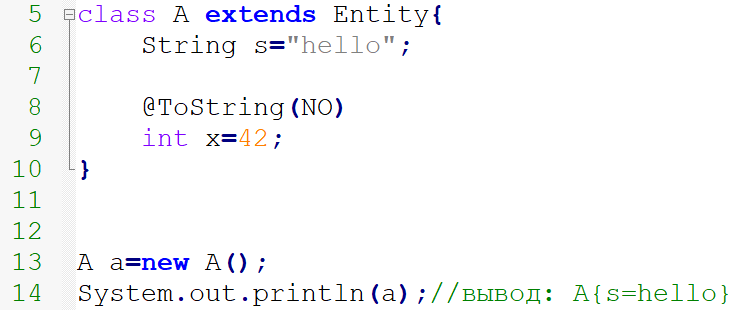 5 class A extends Entity{
6     String s="hello";
7
8     @ToString(NO)
9     int x=42;
10 }
11
12
13 A a=new A();
14 System.out.println(a);//вывод: A{s=hello}